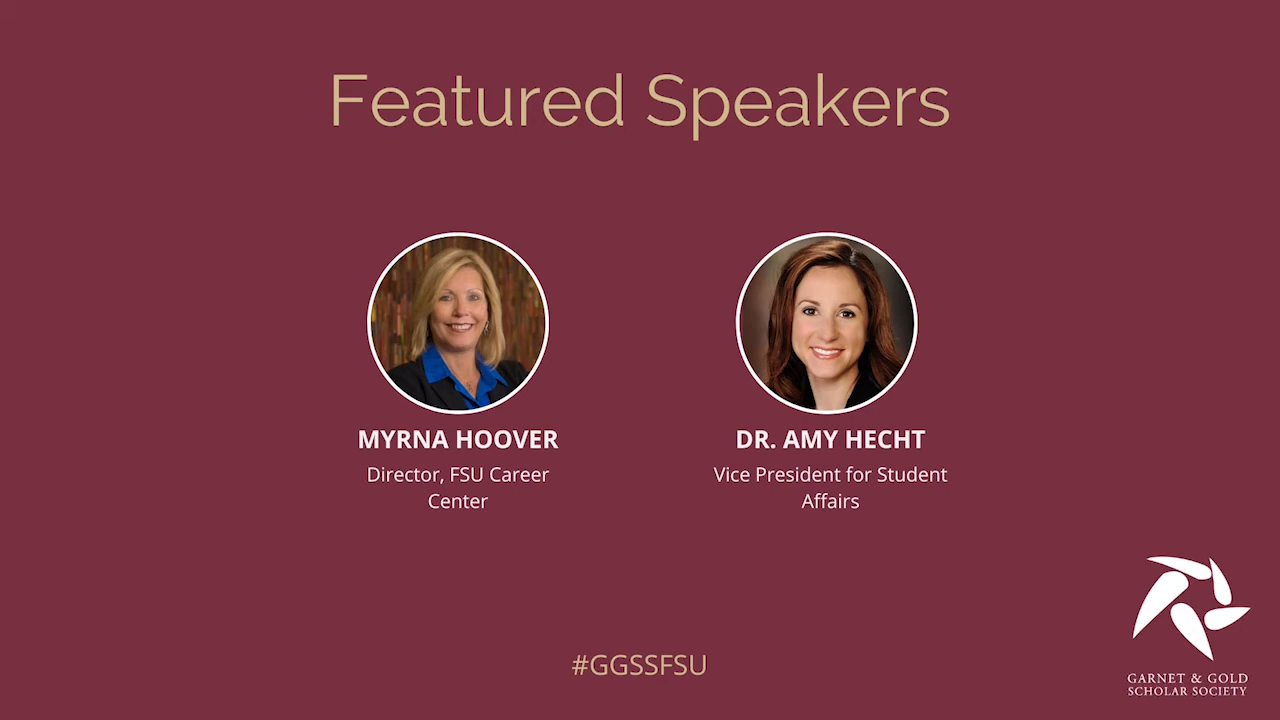 Featured Speakers
MYRNA HOOVER
Director, FSU Career
Center
DR. AMY HECHT
Vice President for Student
Affairs
#GGSSFSU
GARNET & GOLD
SCHOLAR SOCIETY